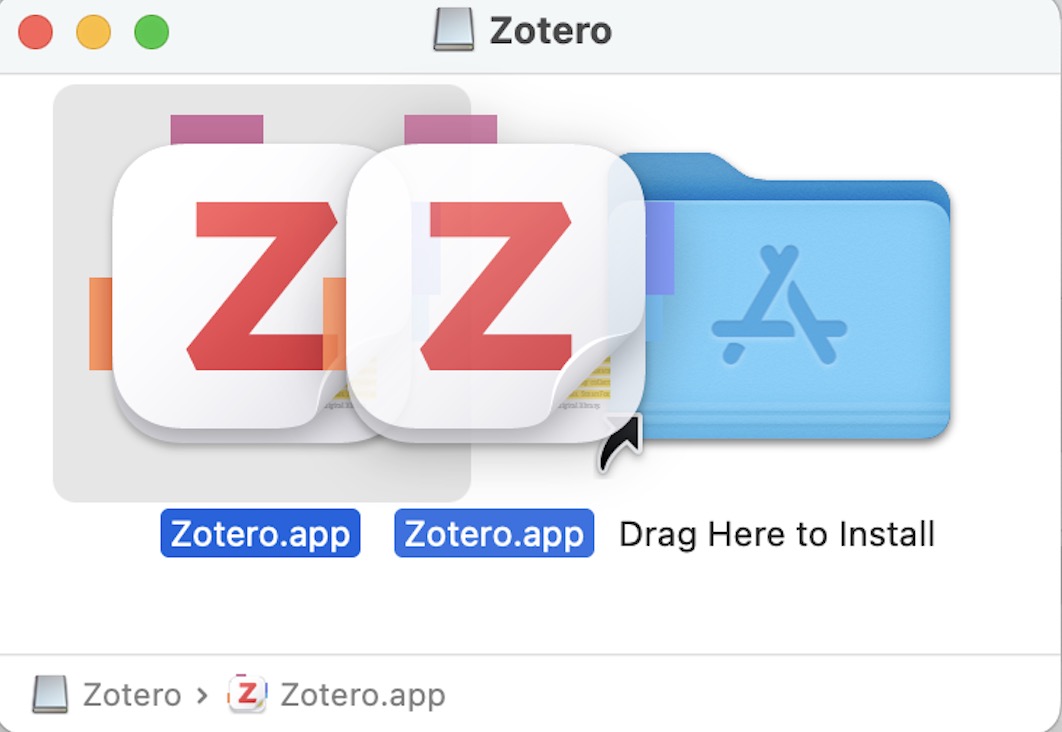 Zotero
Z
Z
Zotero.app
Zotero.app
Drag Here to Install
Zotero › Z Zotero.app